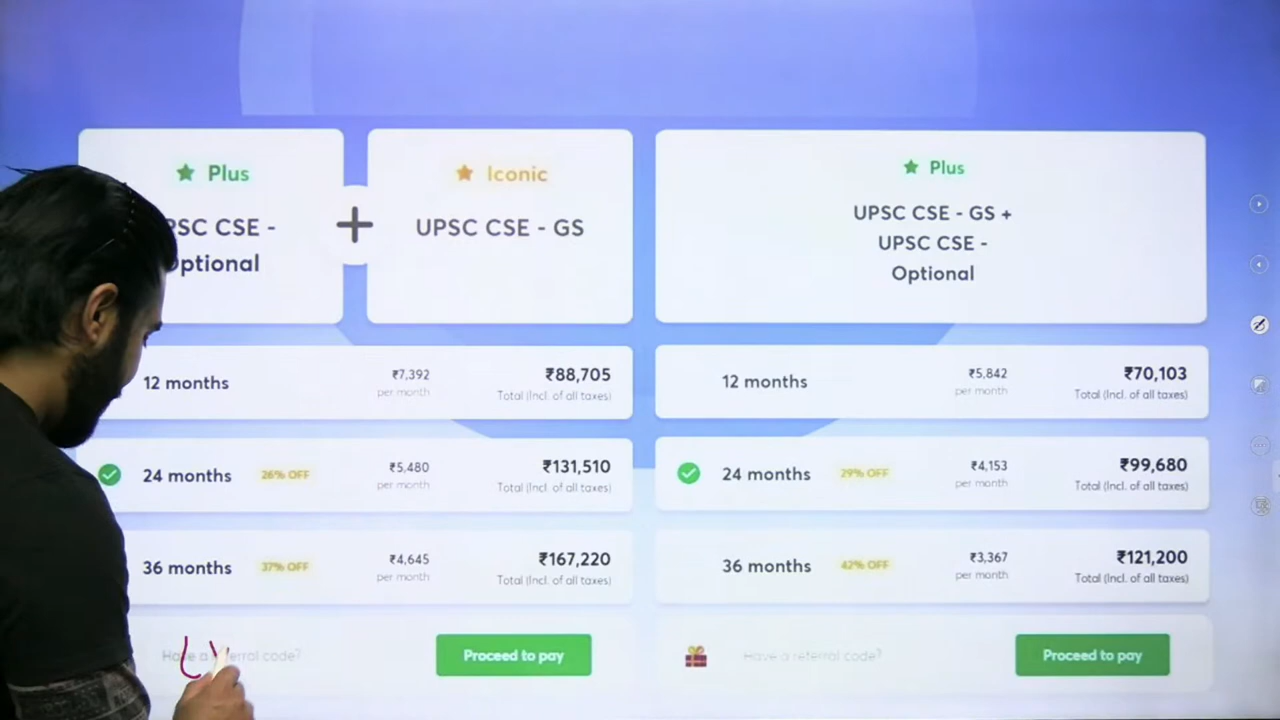 Plus
UPSC CSE -
Optional
+
Iconic
UPSC CSE - GS
12 months ₹7,392 per month ₹88,705 Total (Incl. of all taxes)
24 months 26% OFF ₹5,480 per month ₹131,510 Total (Incl. of all taxes)
36 months 37% OFF ₹4,645 per month ₹167,220 Total (Incl. of all taxes)
Have a referral code? Proceed to pay
Plus
UPSC CSE - GS +
UPSC CSE -
Optional
12 months ₹5,842 per month ₹70,103 Total (Incl. of all taxes)
24 months 29% OFF ₹4,153 per month ₹99,680 Total (Incl. of all taxes)
36 months 42% OFF ₹3,367 per month ₹121,200 Total (Incl. of all taxes)
Have a referral code? Proceed to pay